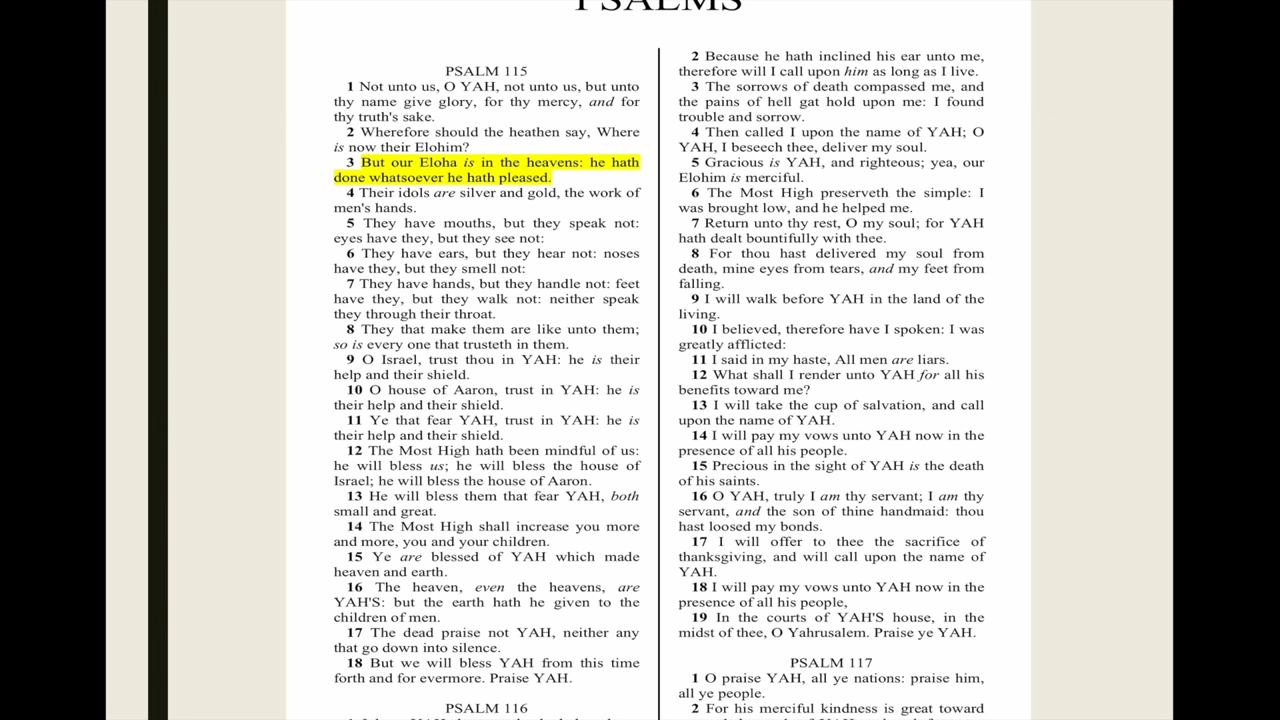 PSALMS
PSALM 115
1 Not unto us, O YAH, not unto us, but unto
thy name give glory, for thy mercy, and for
thy truth's sake.
2 Wherefore should the heathen say, Where
is now their Elohim?
3 But our Eloha is in the heavens: he hath
done whatsoever he hath pleased.
4 Their idols are silver and gold, the work of
men's hands.
5 They have mouths, but they speak not:
eyes have they, but they see not:
6 They have ears, but they hear not: noses
have they, but they smell not:
7 They have hands, but they handle not: feet
have they, but they walk not: neither speak
they through their throat.
8 They that make them are like unto them;
so is every one that trusteth in them.
9 O Israel, trust thou in YAH: he is their
help and their shield.
10 O house of Aaron, trust in YAH: he is
their help and their shield.
11 Ye that fear YAH, trust in YAH: he is
their help and their shield.
12 The Most High hath been mindful of us:
he will bless us; he will bless the house of
Israel; he will bless the house of Aaron.
13 He will bless them that fear YAH, both
small and great.
14 The Most High shall increase you more
and more, you and your children.
15 Ye are blessed of YAH which made
heaven and earth.
16 The heaven, even the heavens, are
YAH'S: but the earth hath he given to the
children of men.
17 The dead praise not YAH, neither any
that go down into silence.
18 But we will bless YAH from this time
forth and for evermore. Praise YAH.
PSALM 116
2 Because he hath inclined his ear unto me,
therefore will I call upon him as long as I live.
3 The sorrows of death compassed me, and
the pains of hell gat hold upon me: I found
trouble and sorrow.
4 Then called I upon the name of YAH; O
YAH, I beseech thee, deliver my soul.
5 Gracious is YAH, and righteous; yea, our
Elohim is merciful.
6 The Most High preserveth the simple: I
was brought low, and he helped me.
7 Return unto thy rest, O my soul; for YAH
hath dealt bountifully with thee.
8 For thou hast delivered my soul from
death, mine eyes from tears, and my feet from
falling.
9 I will walk before YAH in the land of the
living.
10 I believed, therefore have I spoken: I was
greatly afflicted:
11 I said in my haste, All men are liars.
12 What shall I render unto YAH for all his
benefits toward me?
13 I will take the cup of salvation, and call
upon the name of YAH.
14 I will pay my vows unto YAH now in the
presence of all his people.
15 Precious in the sight of YAH is the death
of his saints.
16 O YAH, truly I am thy servant; I am thy
servant, and the son of thine handmaid: thou
hast loosed my bonds.
17 I will offer to thee the sacrifice of
thanksgiving, and will call upon the name of
YAH.
18 I will pay my vows unto YAH now in the
presence of all his people,
19 In the courts of YAH'S house, in the
midst of thee, O Yahrusalem. Praise ye YAH.
PSALM 117
1 O praise YAH, all ye nations: praise him,
all ye people.
2 For his merciful kindness is great toward